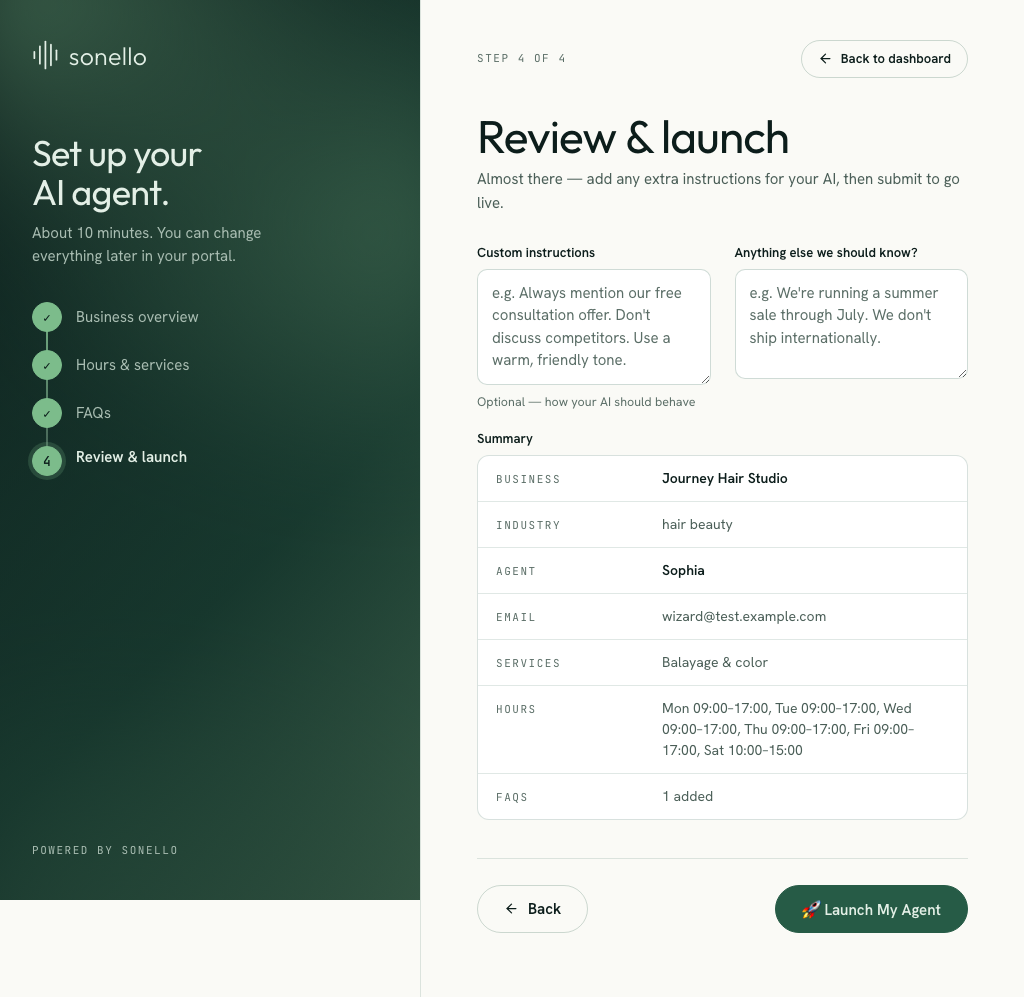 sonello
Set up your
AI agent.
About 10 minutes. You can change
everything later in your portal.
✓ Business overview
✓ Hours & services
✓ FAQs
4 Review & launch
POWERED BY SONELLO
STEP 4 OF 4
← Back to dashboard
Review & launch
Almost there — add any extra instructions for your AI, then submit to go
live.
Custom instructions
e.g. Always mention our free
consultation offer. Don't
discuss competitors. Use a
warm, friendly tone.
Optional — how your AI should behave
Anything else we should know?
e.g. We're running a summer
sale through July. We don't
ship internationally.
Summary
BUSINESS Journey Hair Studio
INDUSTRY hair beauty
AGENT Sophia
EMAIL wizard@test.example.com
SERVICES Balayage & color
HOURS Mon 09:00–17:00, Tue 09:00–17:00, Wed
09:00–17:00, Thu 09:00–17:00, Fri 09:00–
17:00, Sat 10:00–15:00
FAQS 1 added
← Back
🚀 Launch My Agent